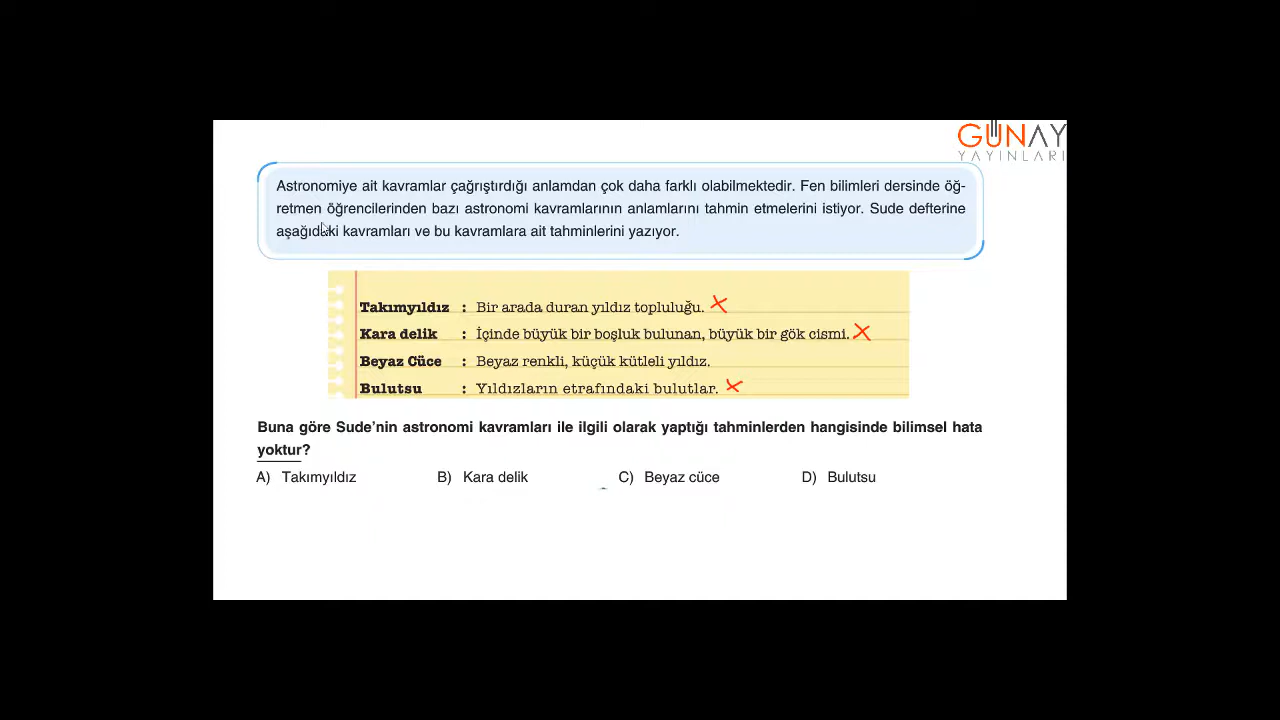 GÜNAY
YAYINLARI
Astronomiye ait kavramlar çağrıştırdığı anlamdan çok daha farklı olabilmektedir. Fen bilimleri dersinde öğ-
retmen öğrencilerinden bazı astronomi kavramlarının anlamlarını tahmin etmelerini istiyor. Sude defterine
aşağıdaki kavramları ve bu kavramlara ait tahminlerini yazıyor.
Takımyıldız : Bir arada duran yıldız topluluğu.
Kara delik : İçinde büyük bir boşluk bulunan, büyük bir gök cismi.
Beyaz Cüce : Beyaz renkli, küçük kütleli yıldız.
Bulutsu : Yıldızların etrafındaki bulutlar.
Buna göre Sude'nin astronomi kavramları ile ilgili olarak yaptığı tahminlerden hangisinde bilimsel hata
yoktur?
A) Takımyıldız B) Kara delik C) Beyaz cüce D) Bulutsu